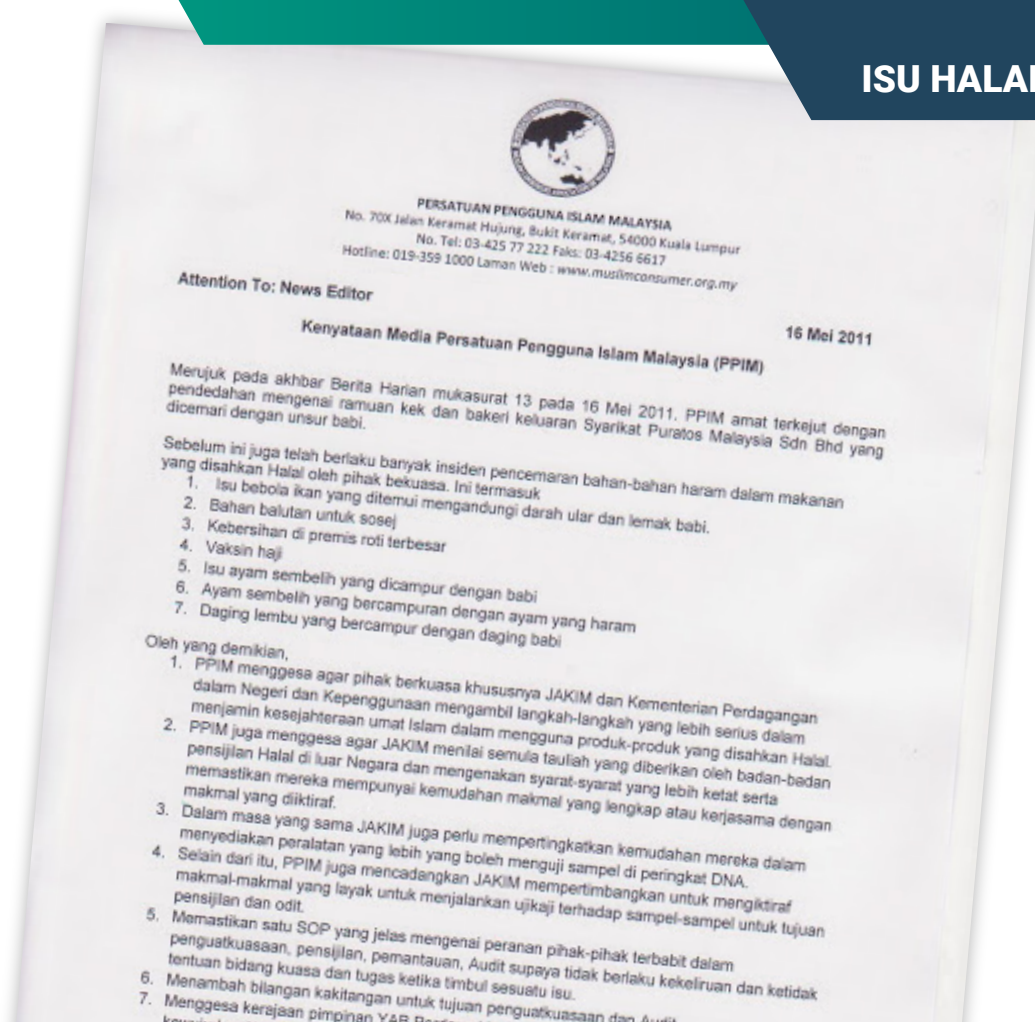 ISU HALAL
PERSATUAN PENGGUNA ISLAM MALAYSIA
No. 70X Jalan Keramat Hujung, Bukit Keramat, 54000 Kuala Lumpur
No. Tel: 03-425 77 222 Faks: 03-4256 6617
Hotline: 019-359 1000 Laman Web : www.muslimconsumer.org.my
Attention To: News Editor
16 Mei 2011
Kenyataan Media Persatuan Pengguna Islam Malaysia (PPIM)
Merujuk pada akhbar Berita Harian mukasurat 13 pada 16 Mei 2011. PPIM amat terkejut dengan
pendedahan mengenai ramuan kek dan bakeri keluaran Syarikat Puratos Malaysia Sdn Bhd yang
dicemari dengan unsur babi.
Sebelum ini juga telah berlaku banyak insiden pencemaran bahan-bahan haram dalam makanan
yang disahkan Halal oleh pihak bekuasa. Ini termasuk
1. Isu bebola ikan yang ditemui mengandungi darah ular dan lemak babi.
2. Bahan balutan untuk sosej
3. Kebersihan di premis roti terbesar
4. Vaksin haji
5. Isu ayam sembelih yang dicampur dengan babi
6. Ayam sembelih yang bercampuran dengan ayam yang haram
7. Daging lembu yang bercampur dengan daging babi
Oleh yang demikian,
1. PPIM menggesa agar pihak berkuasa khususnya JAKIM dan Kementerian Perdagangan
dalam Negeri dan Kepenggunaan mengambil langkah-langkah yang lebih serius dalam
menjamin kesejahteraan umat Islam dalam mengguna produk-produk yang disahkan Halal.
2. PPIM juga menggesa agar JAKIM menilai semula tauliah yang diberikan oleh badan-badan
pensijilan Halal di luar Negara dan mengenakan syarat-syarat yang lebih ketat serta
memastikan mereka mempunyai kemudahan makmal yang lengkap atau kerjasama dengan
makmal yang diiktiraf.
3. Dalam masa yang sama JAKIM juga perlu mempertingkatkan kemudahan mereka dalam
menyediakan peralatan yang lebih yang boleh menguji sampel di peringkat DNA.
4. Selain dari itu, PPIM juga mencadangkan JAKIM mempertimbangkan untuk mengiktiraf
makmal-makmal yang layak untuk menjalankan ujikaji terhadap sampel-sampel untuk tujuan
pensijilan dan odit.
5. Memastikan satu SOP yang jelas mengenai peranan pihak-pihak terbabit dalam
penguatkuasaan, pensijilan, pemantauan, Audit supaya tidak berlaku kekeliruan dan ketidak
tentuan bidang kuasa dan tugas ketika timbul sesuatu isu.
6. Menambah bilangan kakitangan untuk tujuan penguatkuasaan dan Audit
7. Menggesa kerajaan pimpinan YAB